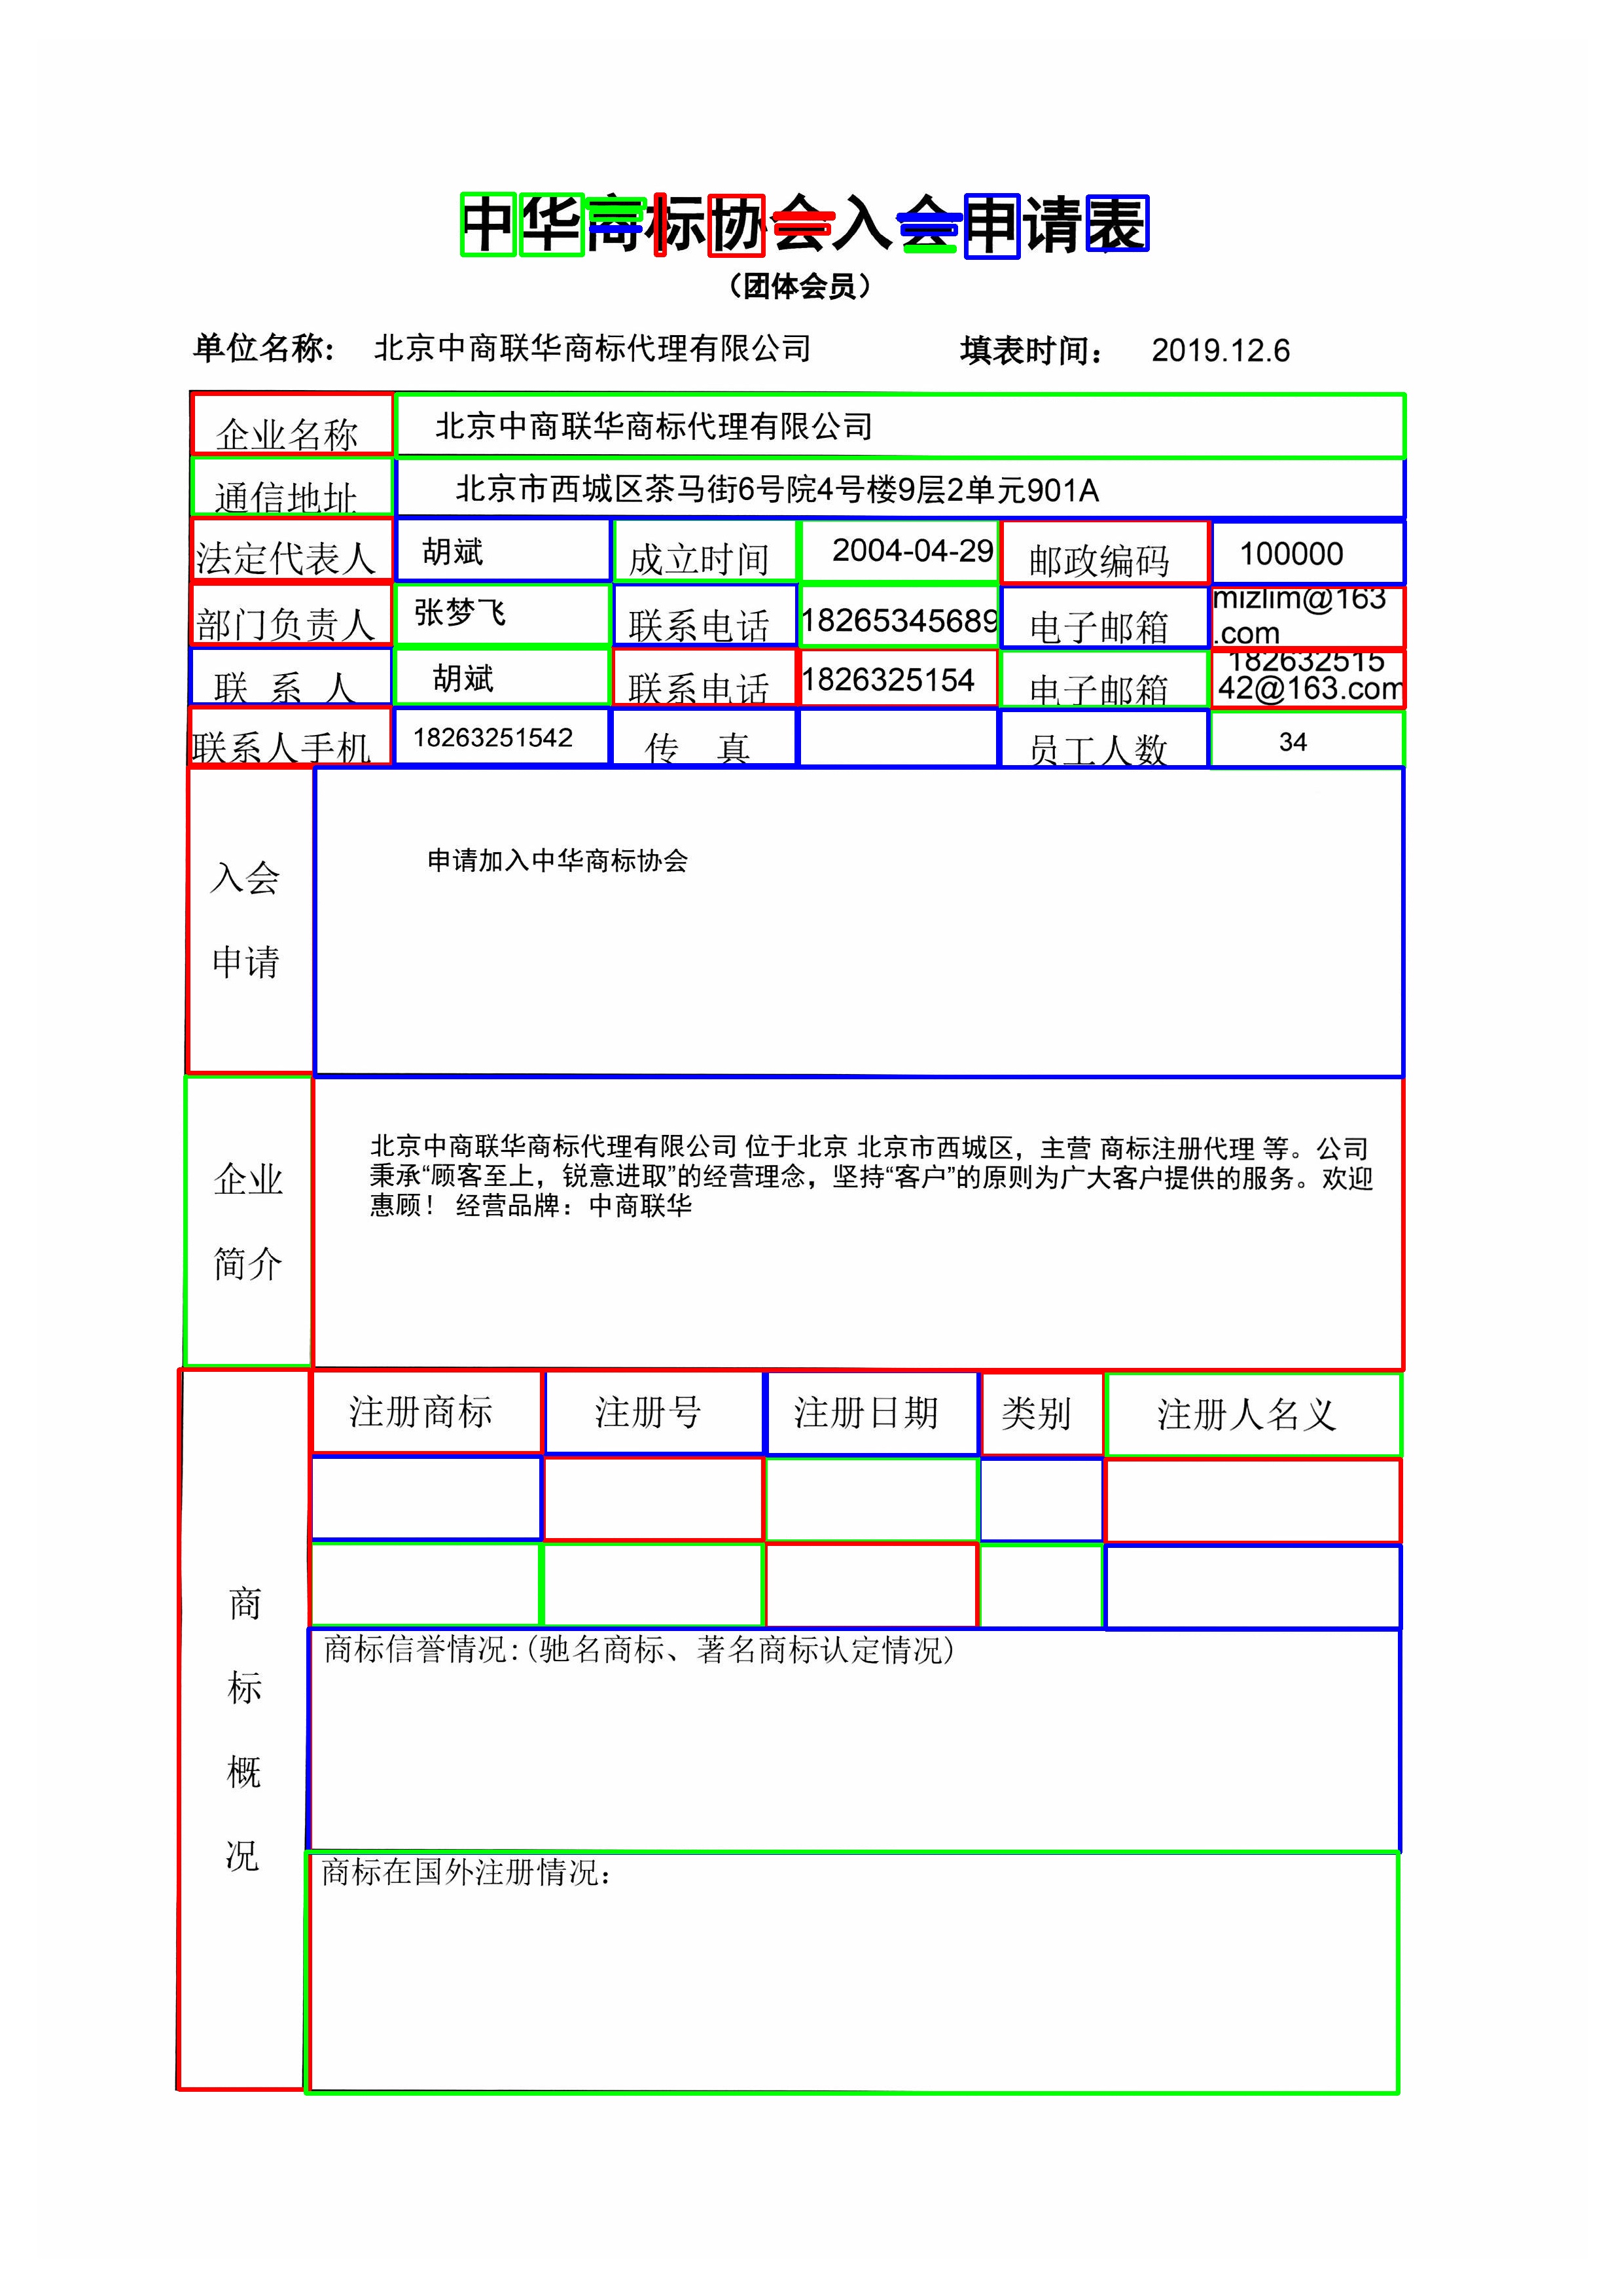 中华商标协会入会申请表
（团体会员）
单位名称： 北京中商联华商标代理有限公司 填表时间： 2019.12.6
企业名称 北京中商联华商标代理有限公司
通信地址 北京市西城区茶马街6号院4号楼9层2单元901A
法定代表人 胡斌 成立时间 2004-04-29 邮政编码 100000
部门负责人 张梦飞 联系电话 18265345689 电子邮箱 mizlim@163
.com
联 系 人 胡斌 联系电话 1826325154 电子邮箱 182632515
42@163.com
联系人手机 18263251542 传 真 员工人数 34
入会
申请
申请加入中华商标协会
企业
简介
北京中商联华商标代理有限公司 位于北京 北京市西城区，主营 商标注册代理 等。公司
秉承“顾客至上，锐意进取”的经营理念，坚持“客户”的原则为广大客户提供的服务。欢迎
惠顾！ 经营品牌：中商联华
商
标
概
况
注册商标 注册号 注册日期 类别 注册人名义
商标信誉情况：(驰名商标、著名商标认定情况)
商标在国外注册情况：